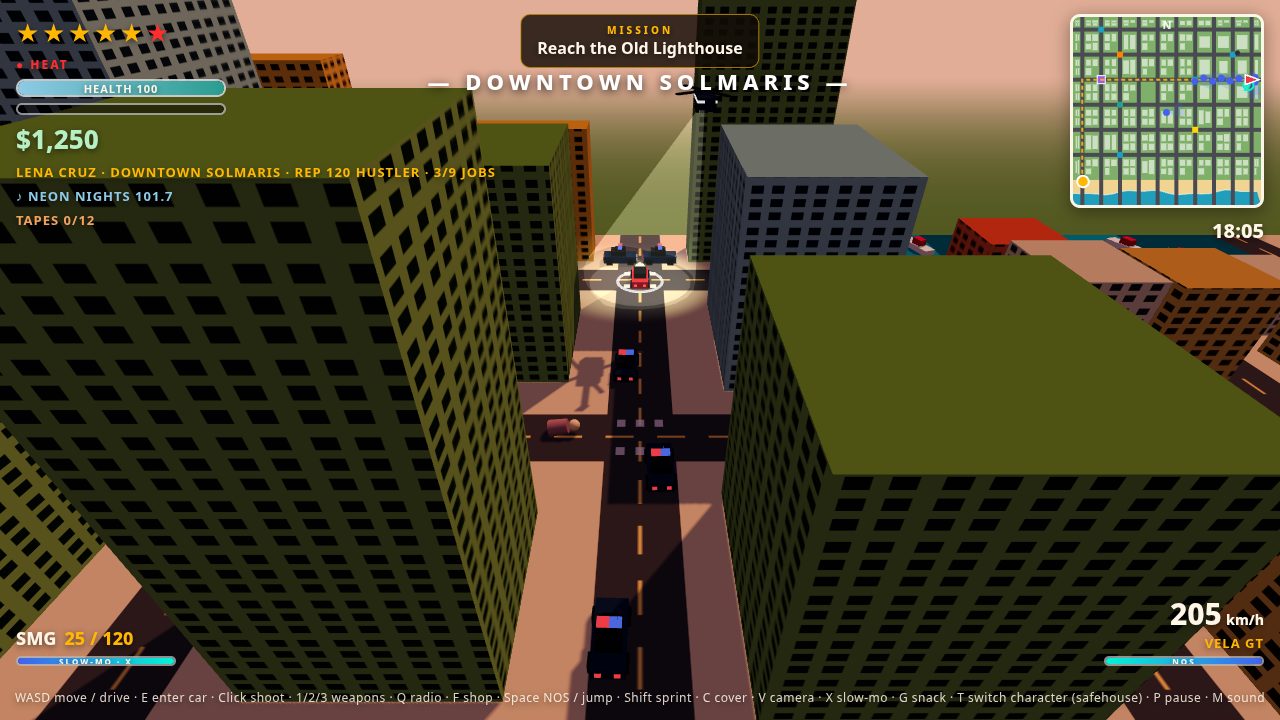 ★★★★★★
MISSION
Reach the Old Lighthouse
— DOWNTOWN SOLMARIS —
N
• HEAT
HEALTH 100
$1,250
LENA CRUZ · DOWNTOWN SOLMARIS · REP 120 HUSTLER · 3/9 JOBS
♪ NEON NIGHTS 101.7
TAPES 0/12
18:05
205 km/h
VELA GT
NOS
SMG 25 / 120
SLOW-MO · X
WASD move / drive · E enter car · Click shoot · 1/2/3 weapons · Q radio · F shop · Space NOS / jump · Shift sprint · C cover · V camera · X slow-mo · G snack · T switch character (safehouse) · P pause · M sound